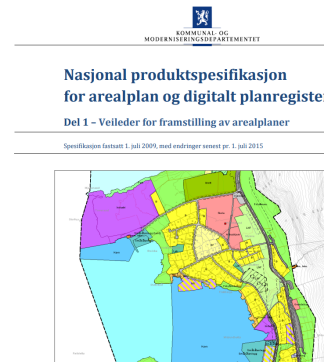 KOMMUNAL- OG
MODERNISERINGSDEPARTEMENTET
Nasjonal produktspesifikasjon
for arealplan og digitalt planregiste
Del 1 – Veileder for framstilling av arealplaner
Spesifikasjon fastsatt 1. juli 2009, med endringer senest pr. 1. juli 2015